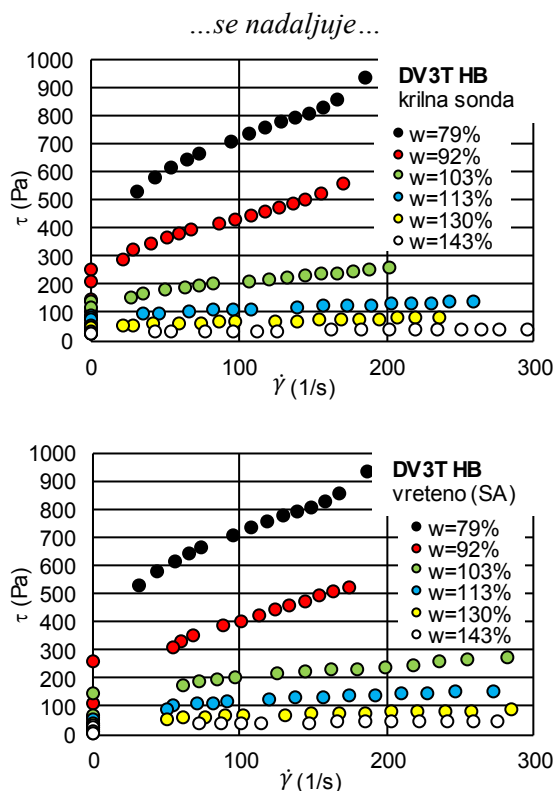 …se nadaljuje…
1000
900
800
700
600
500
400
300
200
100
0
τ (Pa)
DV3T HB
krilna sonda
w=79%
w=92%
w=103%
w=113%
w=130%
w=143%
0 100 200 300
γ̇ (1/s)
1000
900
800
700
600
500
400
300
200
100
0
τ (Pa)
DV3T HB
vreteno (SA)
w=79%
w=92%
w=103%
w=113%
w=130%
w=143%
0 100 200 300
γ̇ (1/s)